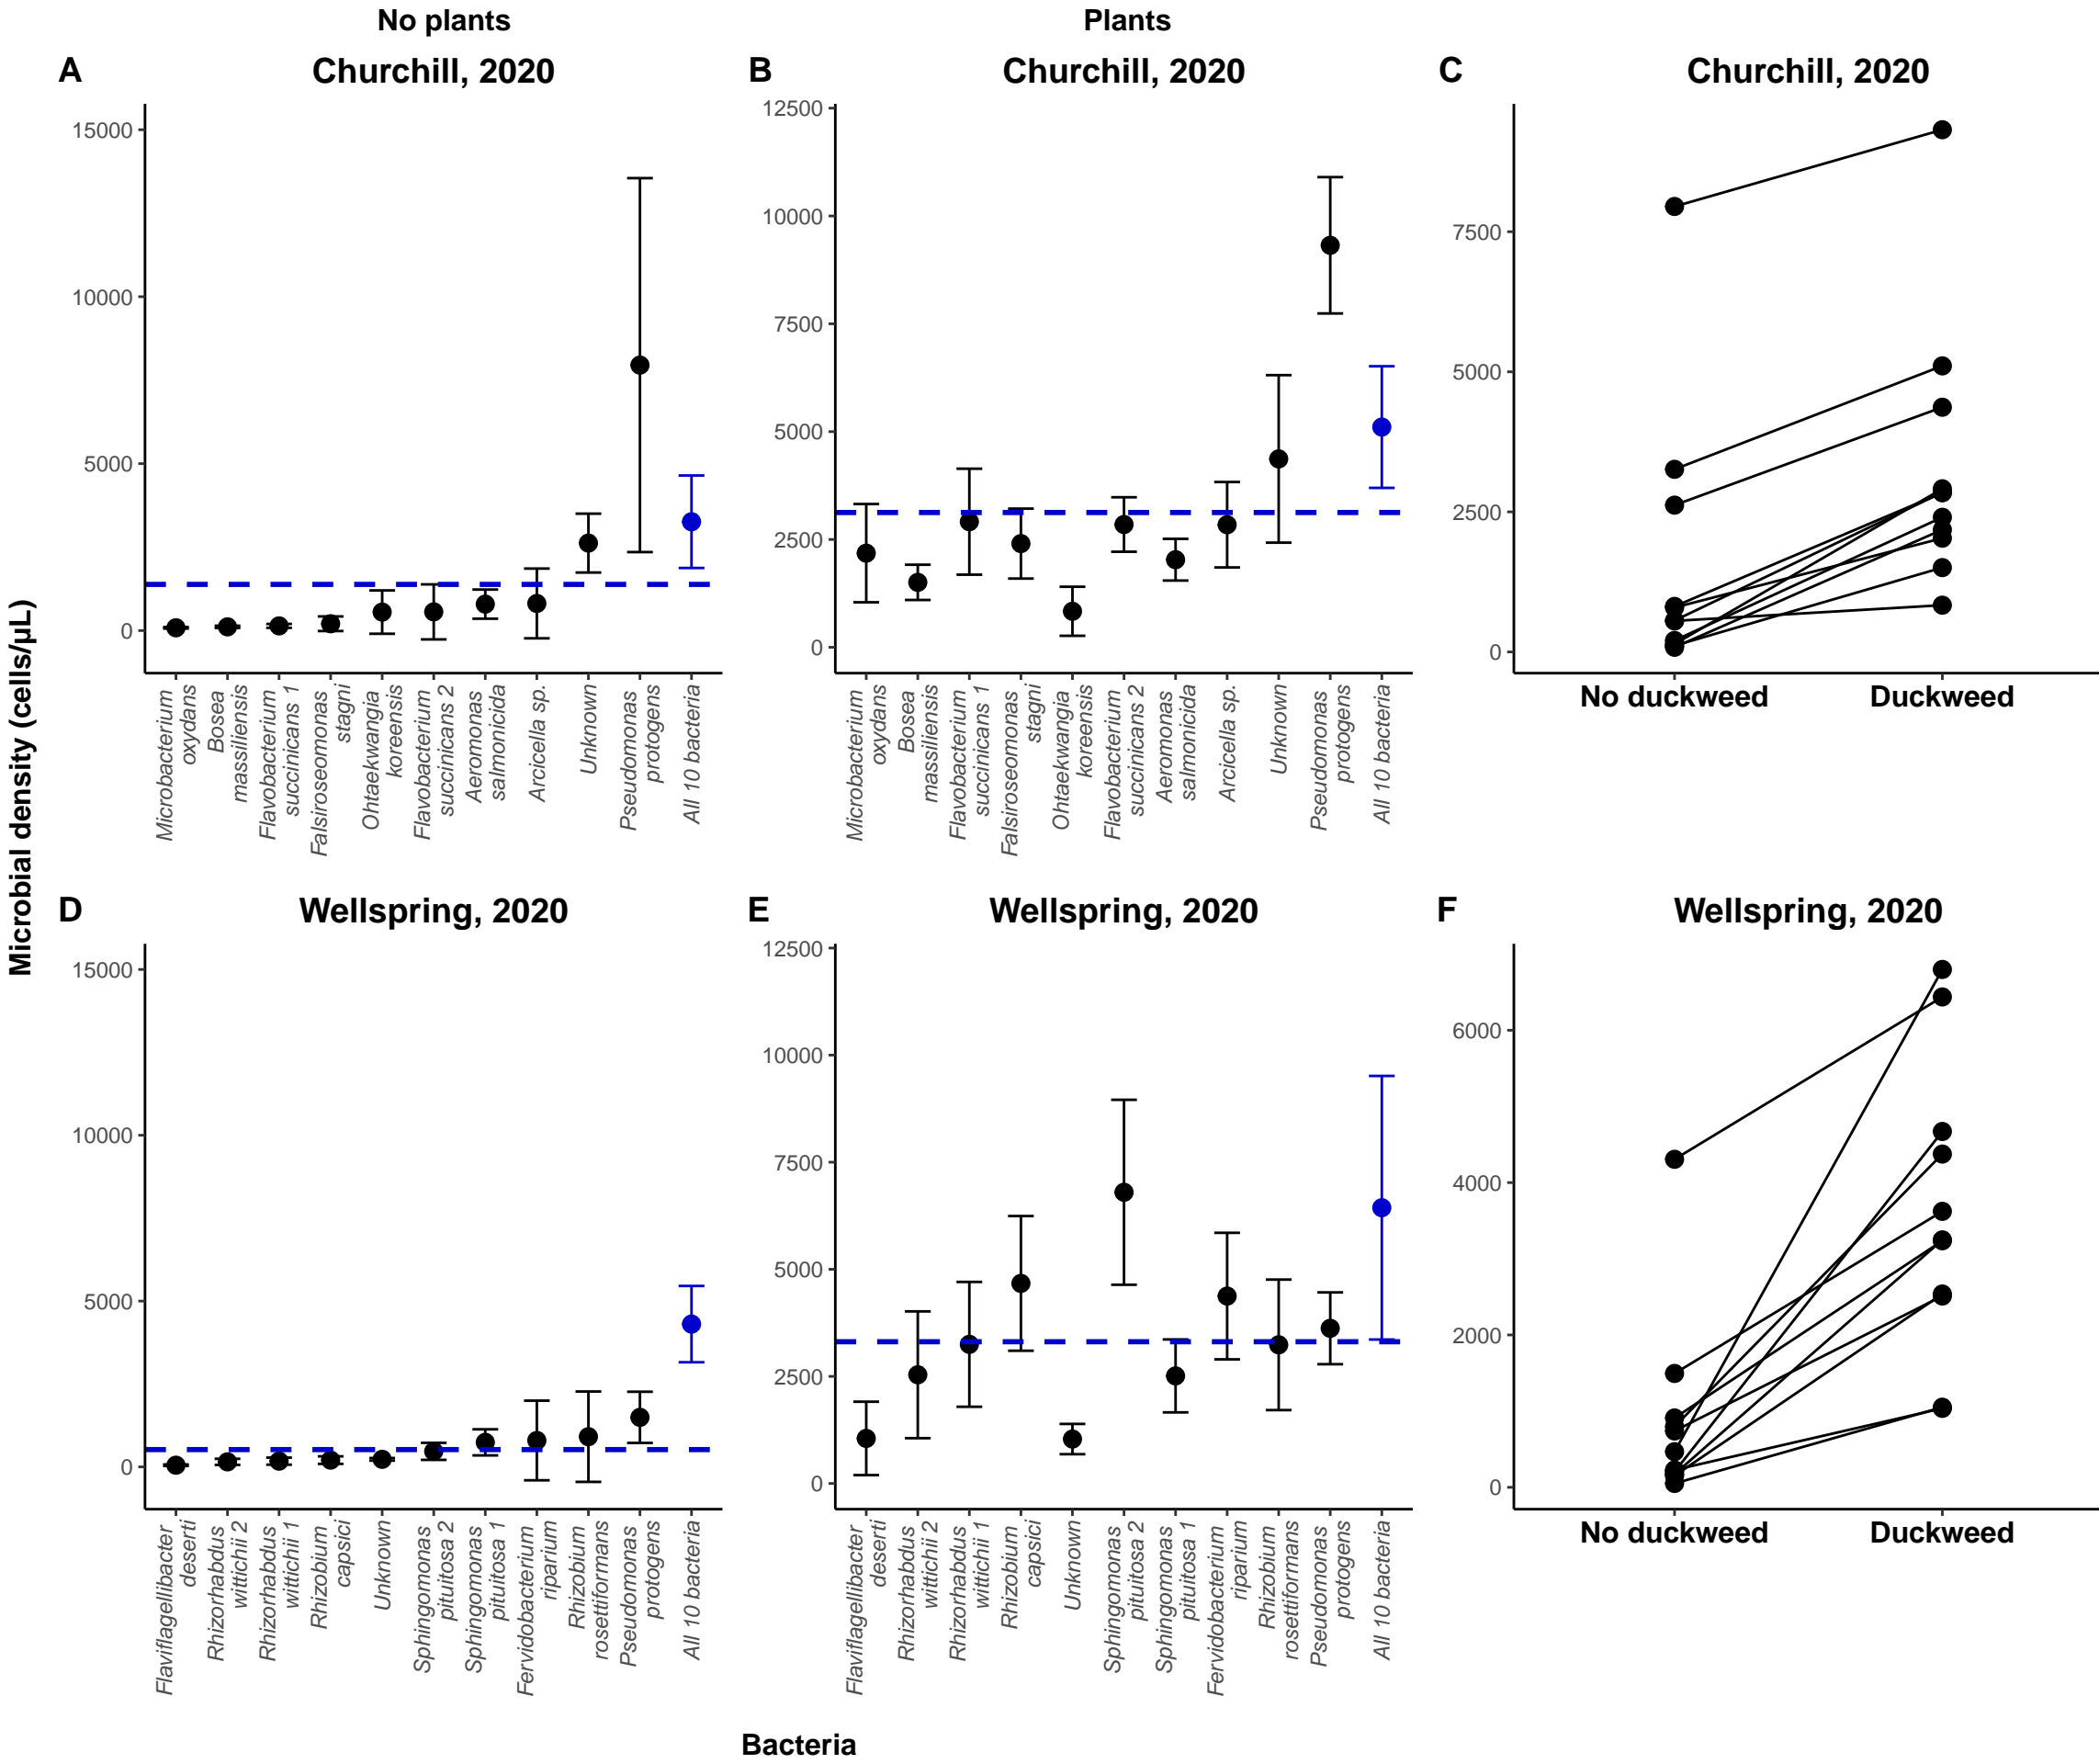 No plants
Plants
A
Churchill, 2020
B
Churchill, 2020
C
Churchill, 2020
Microbial density (cells/µL)
15000
10000
5000
0
Microbacterium
oxydans
Bosea
massiliensis
Flavobacterium
succinicans 1
Falsiroseomonas
stagni
Ohtaekwangia
koreensis
Flavobacterium
succinicans 2
Aeromonas
salmonicida
Arcicella sp.
Unknown
Pseudomonas
protogens
All 10 bacteria
12500
10000
7500
5000
2500
0
Microbacterium
oxydans
Bosea
massiliensis
Flavobacterium
succinicans 1
Falsiroseomonas
stagni
Ohtaekwangia
koreensis
Flavobacterium
succinicans 2
Aeromonas
salmonicida
Arcicella sp.
Unknown
Pseudomonas
protogens
All 10 bacteria
7500
5000
2500
0
No duckweed
Duckweed
D
Wellspring, 2020
E
Wellspring, 2020
F
Wellspring, 2020
15000
10000
5000
0
Flaviflagellibacter
deserti
Rhizorhabdus
wittichii 2
Rhizorhabdus
wittichii 1
Rhizobium
capsici
Unknown
Sphingomonas
pituitosa 2
Sphingomonas
pituitosa 1
Fervidobacterium
riparium
Rhizobium
rosettiformans
Pseudomonas
protogens
All 10 bacteria
12500
10000
7500
5000
2500
0
Flaviflagellibacter
deserti
Rhizorhabdus
wittichii 2
Rhizorhabdus
wittichii 1
Rhizobium
capsici
Unknown
Sphingomonas
pituitosa 2
Sphingomonas
pituitosa 1
Fervidobacterium
riparium
Rhizobium
rosettiformans
Pseudomonas
protogens
All 10 bacteria
6000
4000
2000
0
No duckweed
Duckweed
Bacteria